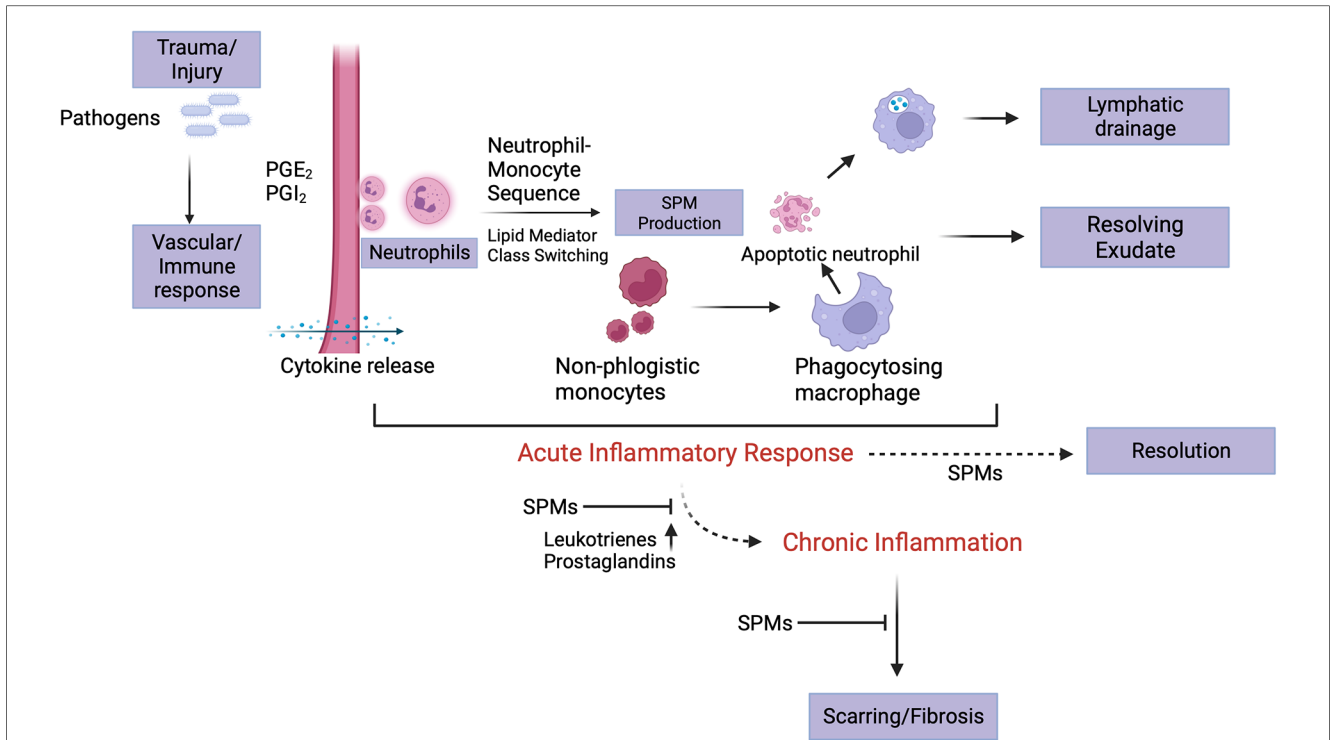 Trauma/
Injury
Pathogens
Vascular/
Immune
response
PGE₂
PGI₂
Cytokine release
Neutrophils
Neutrophil-
Monocyte
Sequence
Lipid Mediator
Class Switching
SPM
Production
Non-phlogistic
monocytes
Apoptotic neutrophil
Phagocytosing
macrophage
Lymphatic
drainage
Resolving
Exudate
Acute Inflammatory Response
SPMs
Resolution
SPMs
Leukotrienes
Prostaglandins
Chronic Inflammation
SPMs
Scarring/Fibrosis